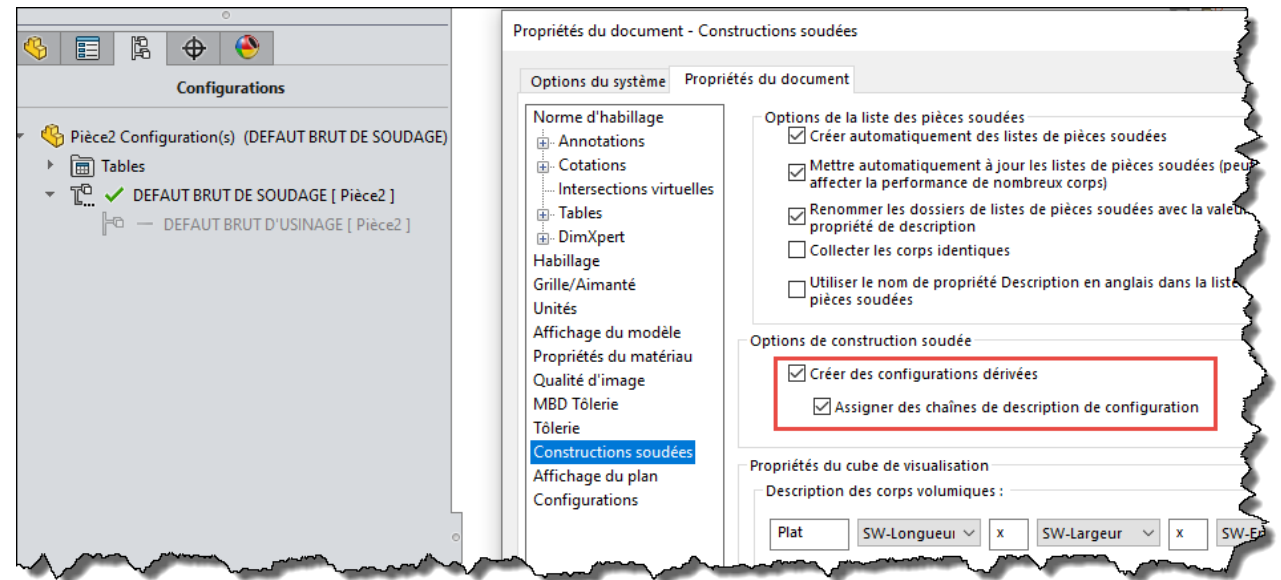 Configurations
Pièce2 Configuration(s) (DEFAUT BRUT DE SOUDAGE)
Tables
DEFAUT BRUT DE SOUDAGE [ Pièce2 ]
DEFAUT BRUT D'USINAGE [ Pièce2 ]
Propriétés du document - Constructions soudées
Options du système
Propriétés du document
Norme d'habillage
Annotations
Cotations
Intersections virtuelles
Tables
DimXpert
Habillage
Grille/Aimanté
Unités
Affichage du modèle
Propriétés du matériau
Qualité d'image
MBD Tôlerie
Tôlerie
Constructions soudées
Affichage du plan
Configurations
Options de la liste des pièces soudées
Créer automatiquement des listes de pièces soudées
Mettre automatiquement à jour les listes de pièces soudées (peu
affecter la performance de nombreux corps)
Renommer les dossiers de listes de pièces soudées avec la valeu
propriété de description
Collecter les corps identiques
Utiliser le nom de propriété Description en anglais dans la liste
pièces soudées
Options de construction soudée
Créer des configurations dérivées
Assigner des chaînes de description de configuration
Propriétés du cube de visualisation
Description des corps volumiques :
Plat SW-Longueu x SW-Largeur x SW-E